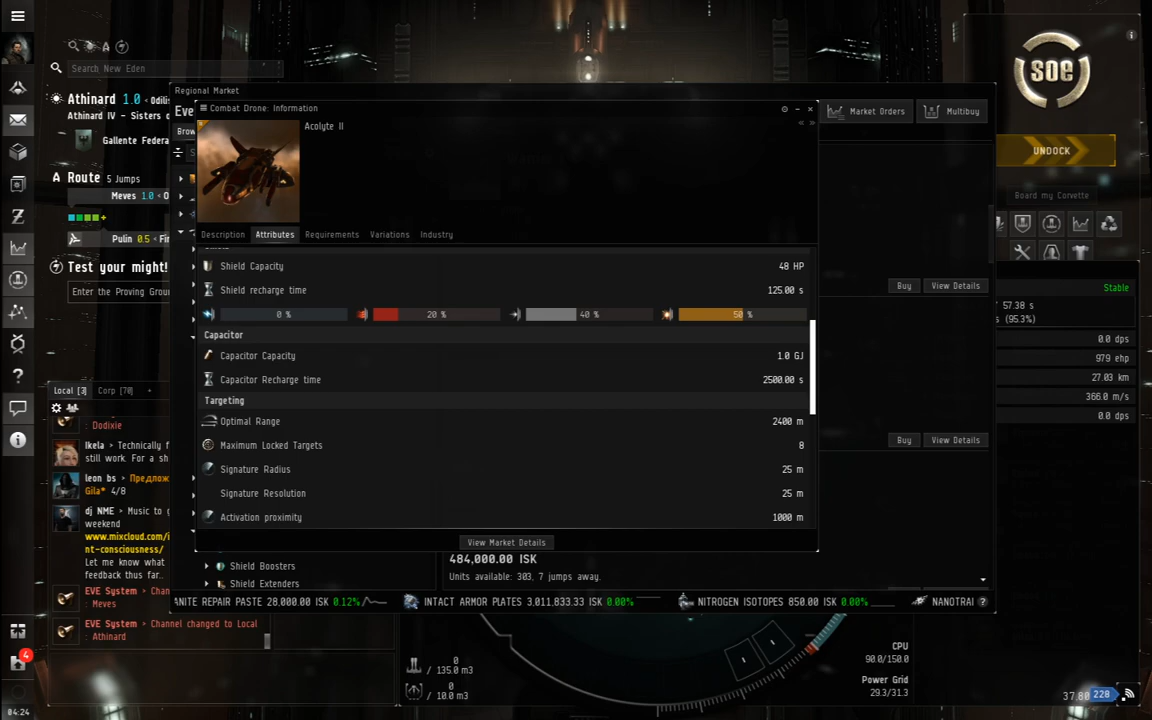 Search New Eden
Athinard 1.0 < Odili
Athinard IV - Sisters o
Gallente Federa
Route 5 Jumps
Meves 1.0 < O
Pulin 0.5 < Fin
Test your might!
Enter the Proving Groun
Regional Market
Eve
Brow
Combat Drone: Information
Acolyte II
Description Attributes Requirements Variations Industry
Shield Capacity 48 HP
Shield recharge time 125.00 s
0 % 20 % 40 % 50 %
Capacitor
Capacitor Capacity 1.0 GJ
Capacitor Recharge time 2500.00 s
Targeting
Optimal Range 2400 m
Maximum Locked Targets 8
Signature Radius 25 m
Signature Resolution 25 m
Activation proximity 1000 m
View Market Details
Shield Boosters
Shield Extenders
484,000.00 ISK
Units available: 303, 7 jumps away.
ANITE REPAIR PASTE 28,000.00 ISK 0.12% INTACT ARMOR PLATES 3,011,833.33 ISK 0.00% NITROGEN ISOTOPES 850.00 ISK 0.00% NANOTRAI
Market Orders Multibuy
Buy View Details
Buy View Details
SOE
UNDOCK
Board my Corvette
Stable
57.38 s
(95.3%)
0.0 dps
979 ehp
27.03 km
366.0 m/s
0.0 dps
Local [3] Corp [70]
Dodixie
Ikela > Technically f
still work. For a sh
leon bs > Предлож
Gila* 4/8
dj NME > Music to g
weekend
www.mixcloud.com/i
nt-consciousness/
Let me know what
feedback thus far..
EVE System > Chan
: Meves
EVE System > Channel changed to Local
: Athinard
0
/ 135.0 m3
0
/ 10.0 m3
CPU
90.0/150.0
Power Grid
29.3/31.3
37.80 228
4
04:24